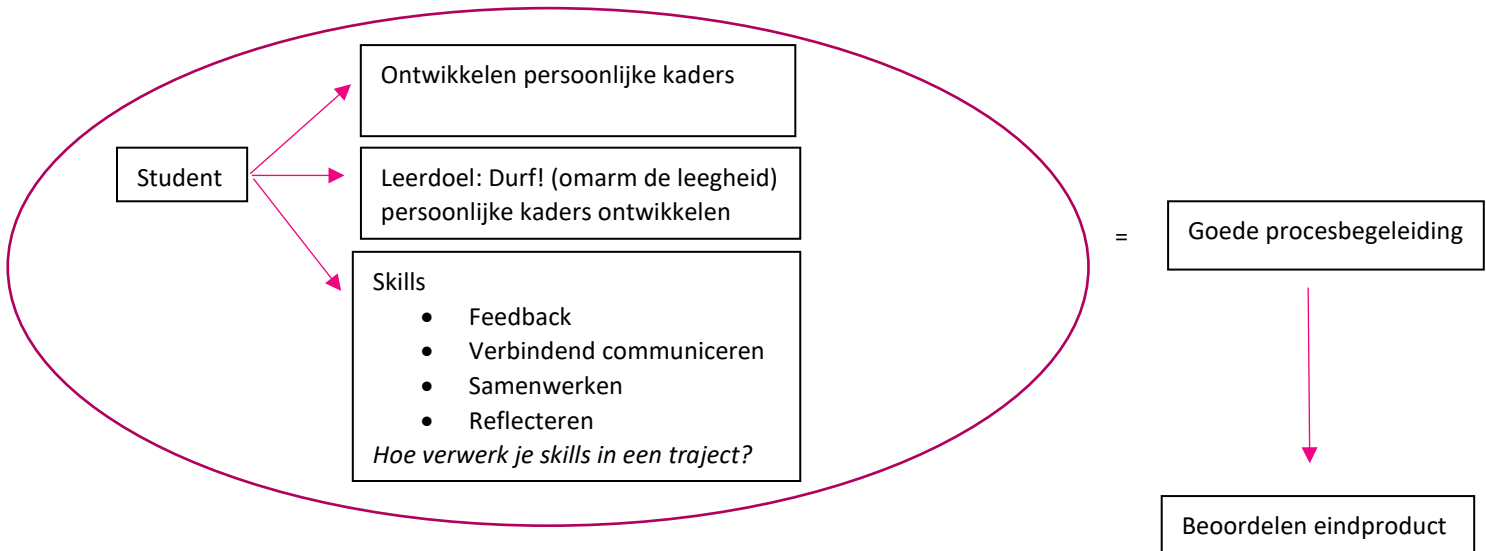 Ontwikkelen persoonlijke kaders
Student
Leerdoel: Durf! (omarm de leegheid)
persoonlijke kaders ontwikkelen
Skills
• Feedback
• Verbindend communiceren
• Samenwerken
• Reflecteren
Hoe verwerk je skills in een traject?
=
Goede procesbegeleiding
Beoordelen eindproduct